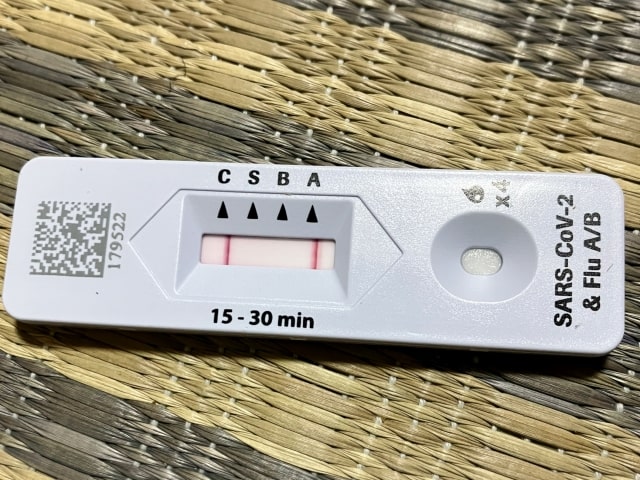 C S B A
x4
179522
SARS-CoV-2
& Flu A/B
15 - 30 min